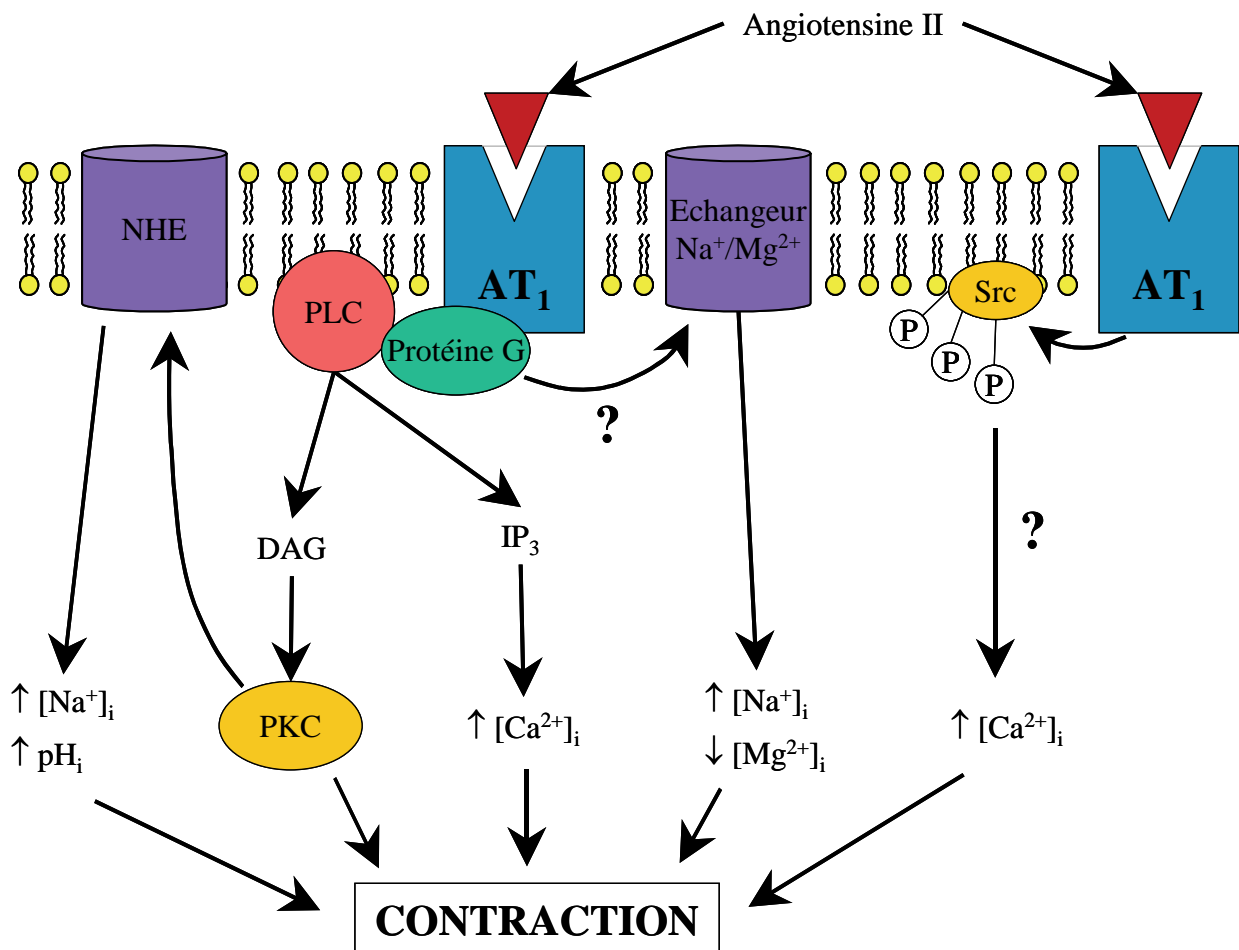 Angiotensine II
NHE
Echangeur
Na⁺/Mg²⁺
AT₁
Src
AT₁
PLC
Protéine G
P
P
P
?
?
DAG
IP₃
↑ [Na⁺]ᵢ
↑ pHᵢ
PKC
↑ [Ca²⁺]ᵢ
↑ [Na⁺]ᵢ
↓ [Mg²⁺]ᵢ
↑ [Ca²⁺]ᵢ
CONTRACTION